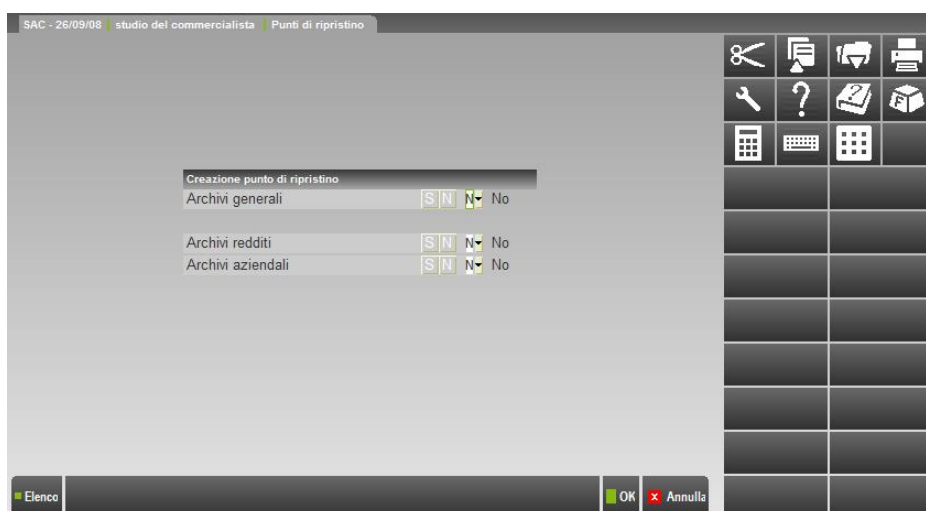 SAC - 26/09/08 studio del commercialista Punti di ripristino
Creazione punto di ripristino
Archivi generali S N N No
Archivi redditi S N N No
Archivi aziendali S N N No
Elenco OK x Annulla
? ? F